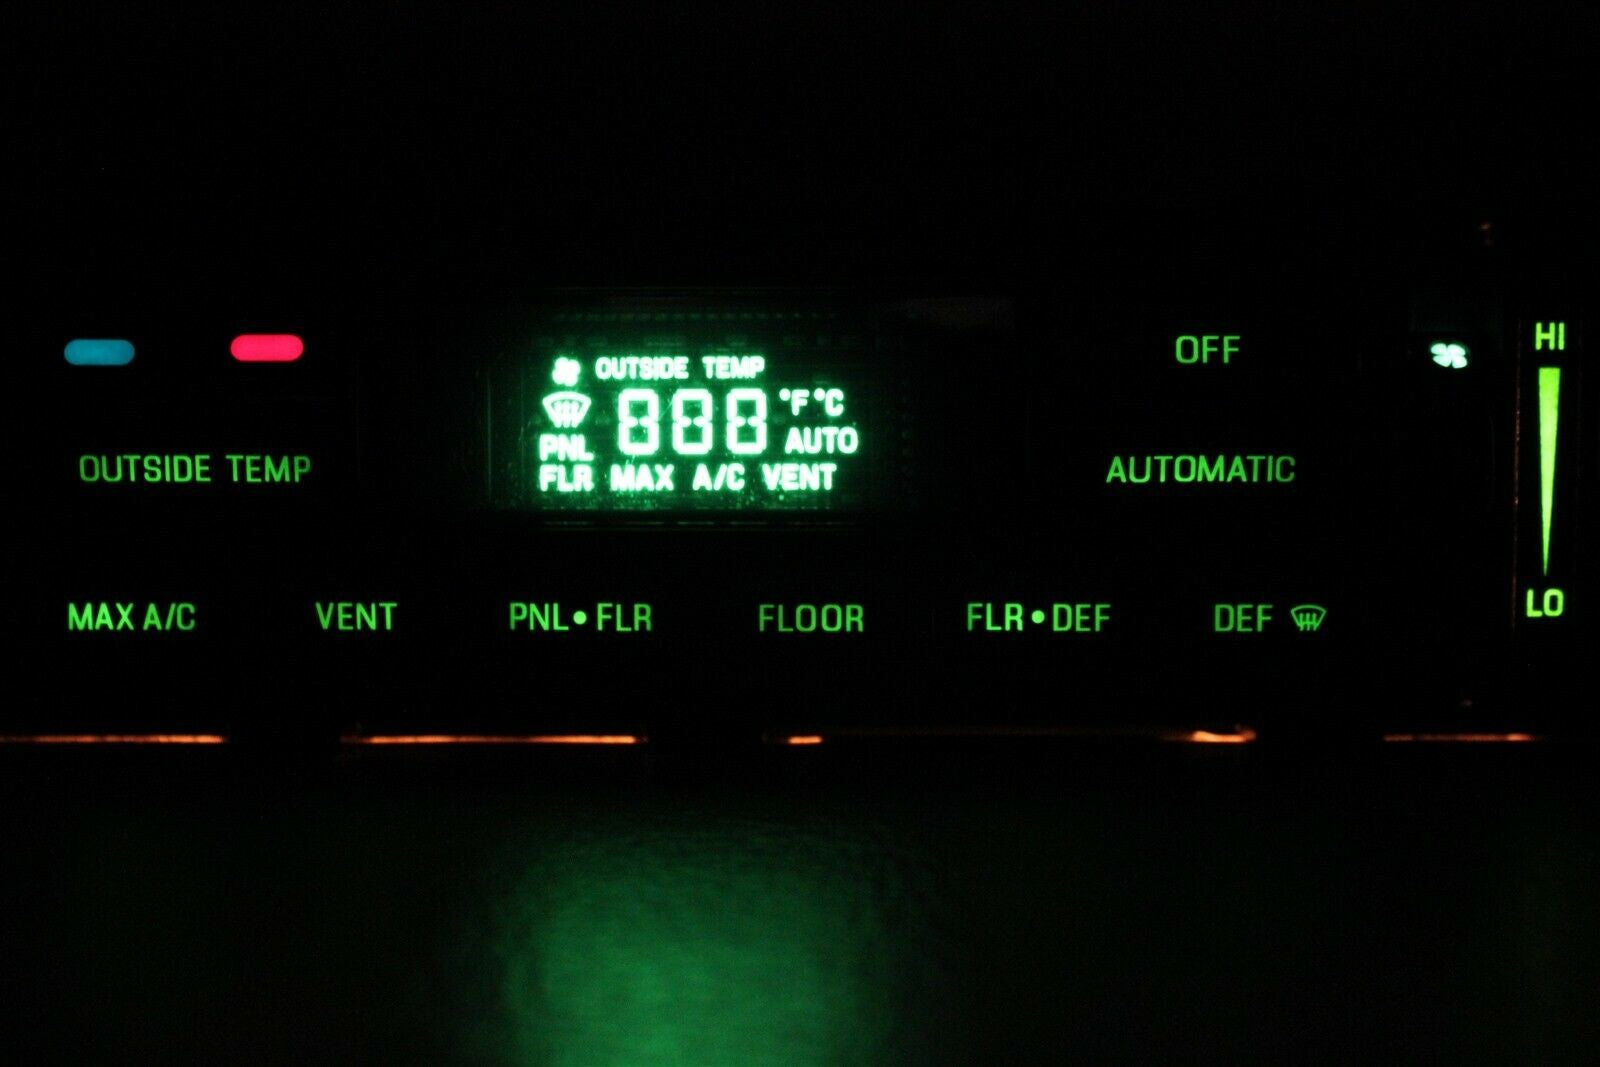 OUTSIDE TEMP
888 °F °C
PNL AUTO
FLR MAX A/C VENT
OFF
HI
OUTSIDE TEMP
AUTOMATIC
MAX A/C VENT PNL•FLR FLOOR FLR•DEF DEF
LO